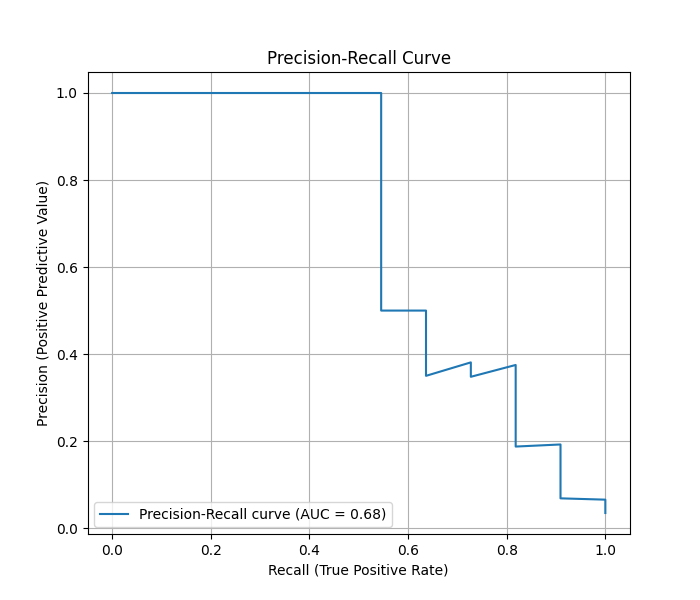 Precision-Recall Curve
Precision (Positive Predictive Value)
1.0
0.8
0.6
0.4
0.2
0.0
Precision-Recall curve (AUC = 0.68)
0.0 0.2 0.4 0.6 0.8 1.0
Recall (True Positive Rate)